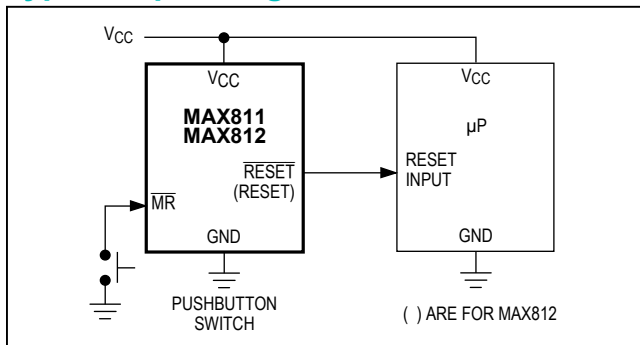 VCC
VCC
MAX811
MAX812
RESET
(RESET)
MR
GND
PUSHBUTTON
SWITCH
VCC
µP
RESET
INPUT
GND
( ) ARE FOR MAX812